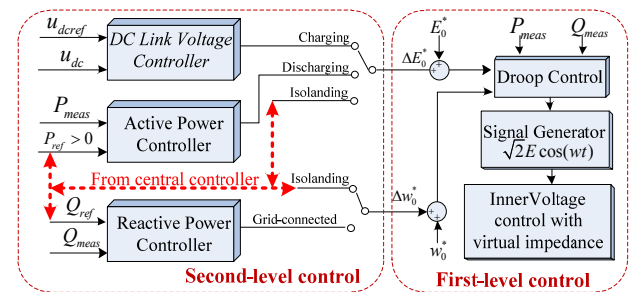 u_dcref
u_dc
DC Link Voltage
Controller
Charging
Discharging
Isolanding
P_meas
P_ref > 0
Active Power
Controller
From central controller
Isolanding
Q_ref
Q_meas
Reactive Power
Controller
Grid-connected
Second-level control
E_0^*
ΔE_0^*
P_meas
Q_meas
Droop Control
Signal Generator
√2E cos(wt)
InnerVoltage
control with
virtual impedance
Δw_0^*
w_0^*
First-level control